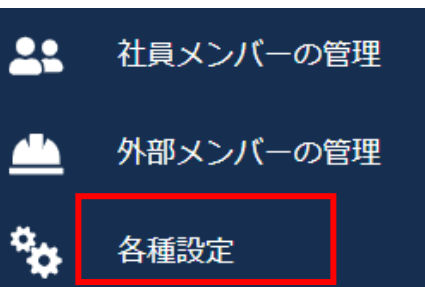 社員メンバーの管理
外部メンバーの管理
各種設定